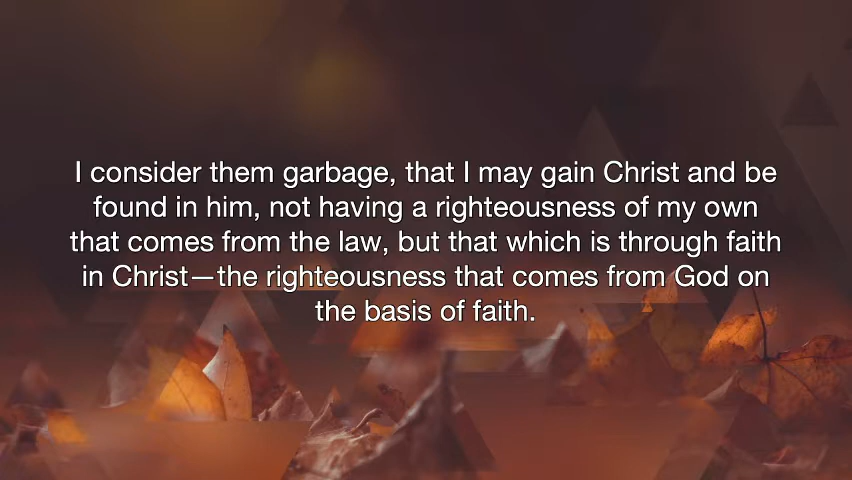 I consider them garbage, that I may gain Christ and be
found in him, not having a righteousness of my own
that comes from the law, but that which is through faith
in Christ—the righteousness that comes from God on
the basis of faith.